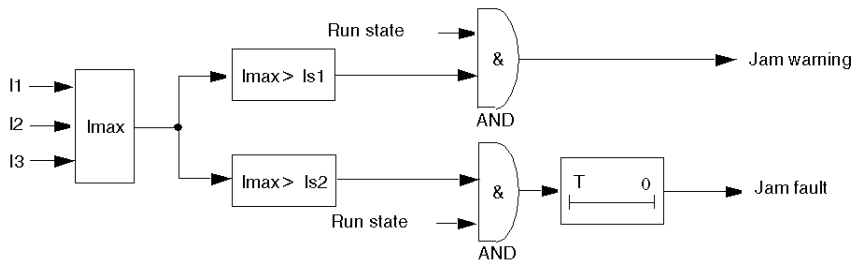 Run state
&
Jam warning
Imax > Is1
I1
I2
I3
Imax
AND
Imax > Is2
&
T 0
Jam fault
Run state
AND